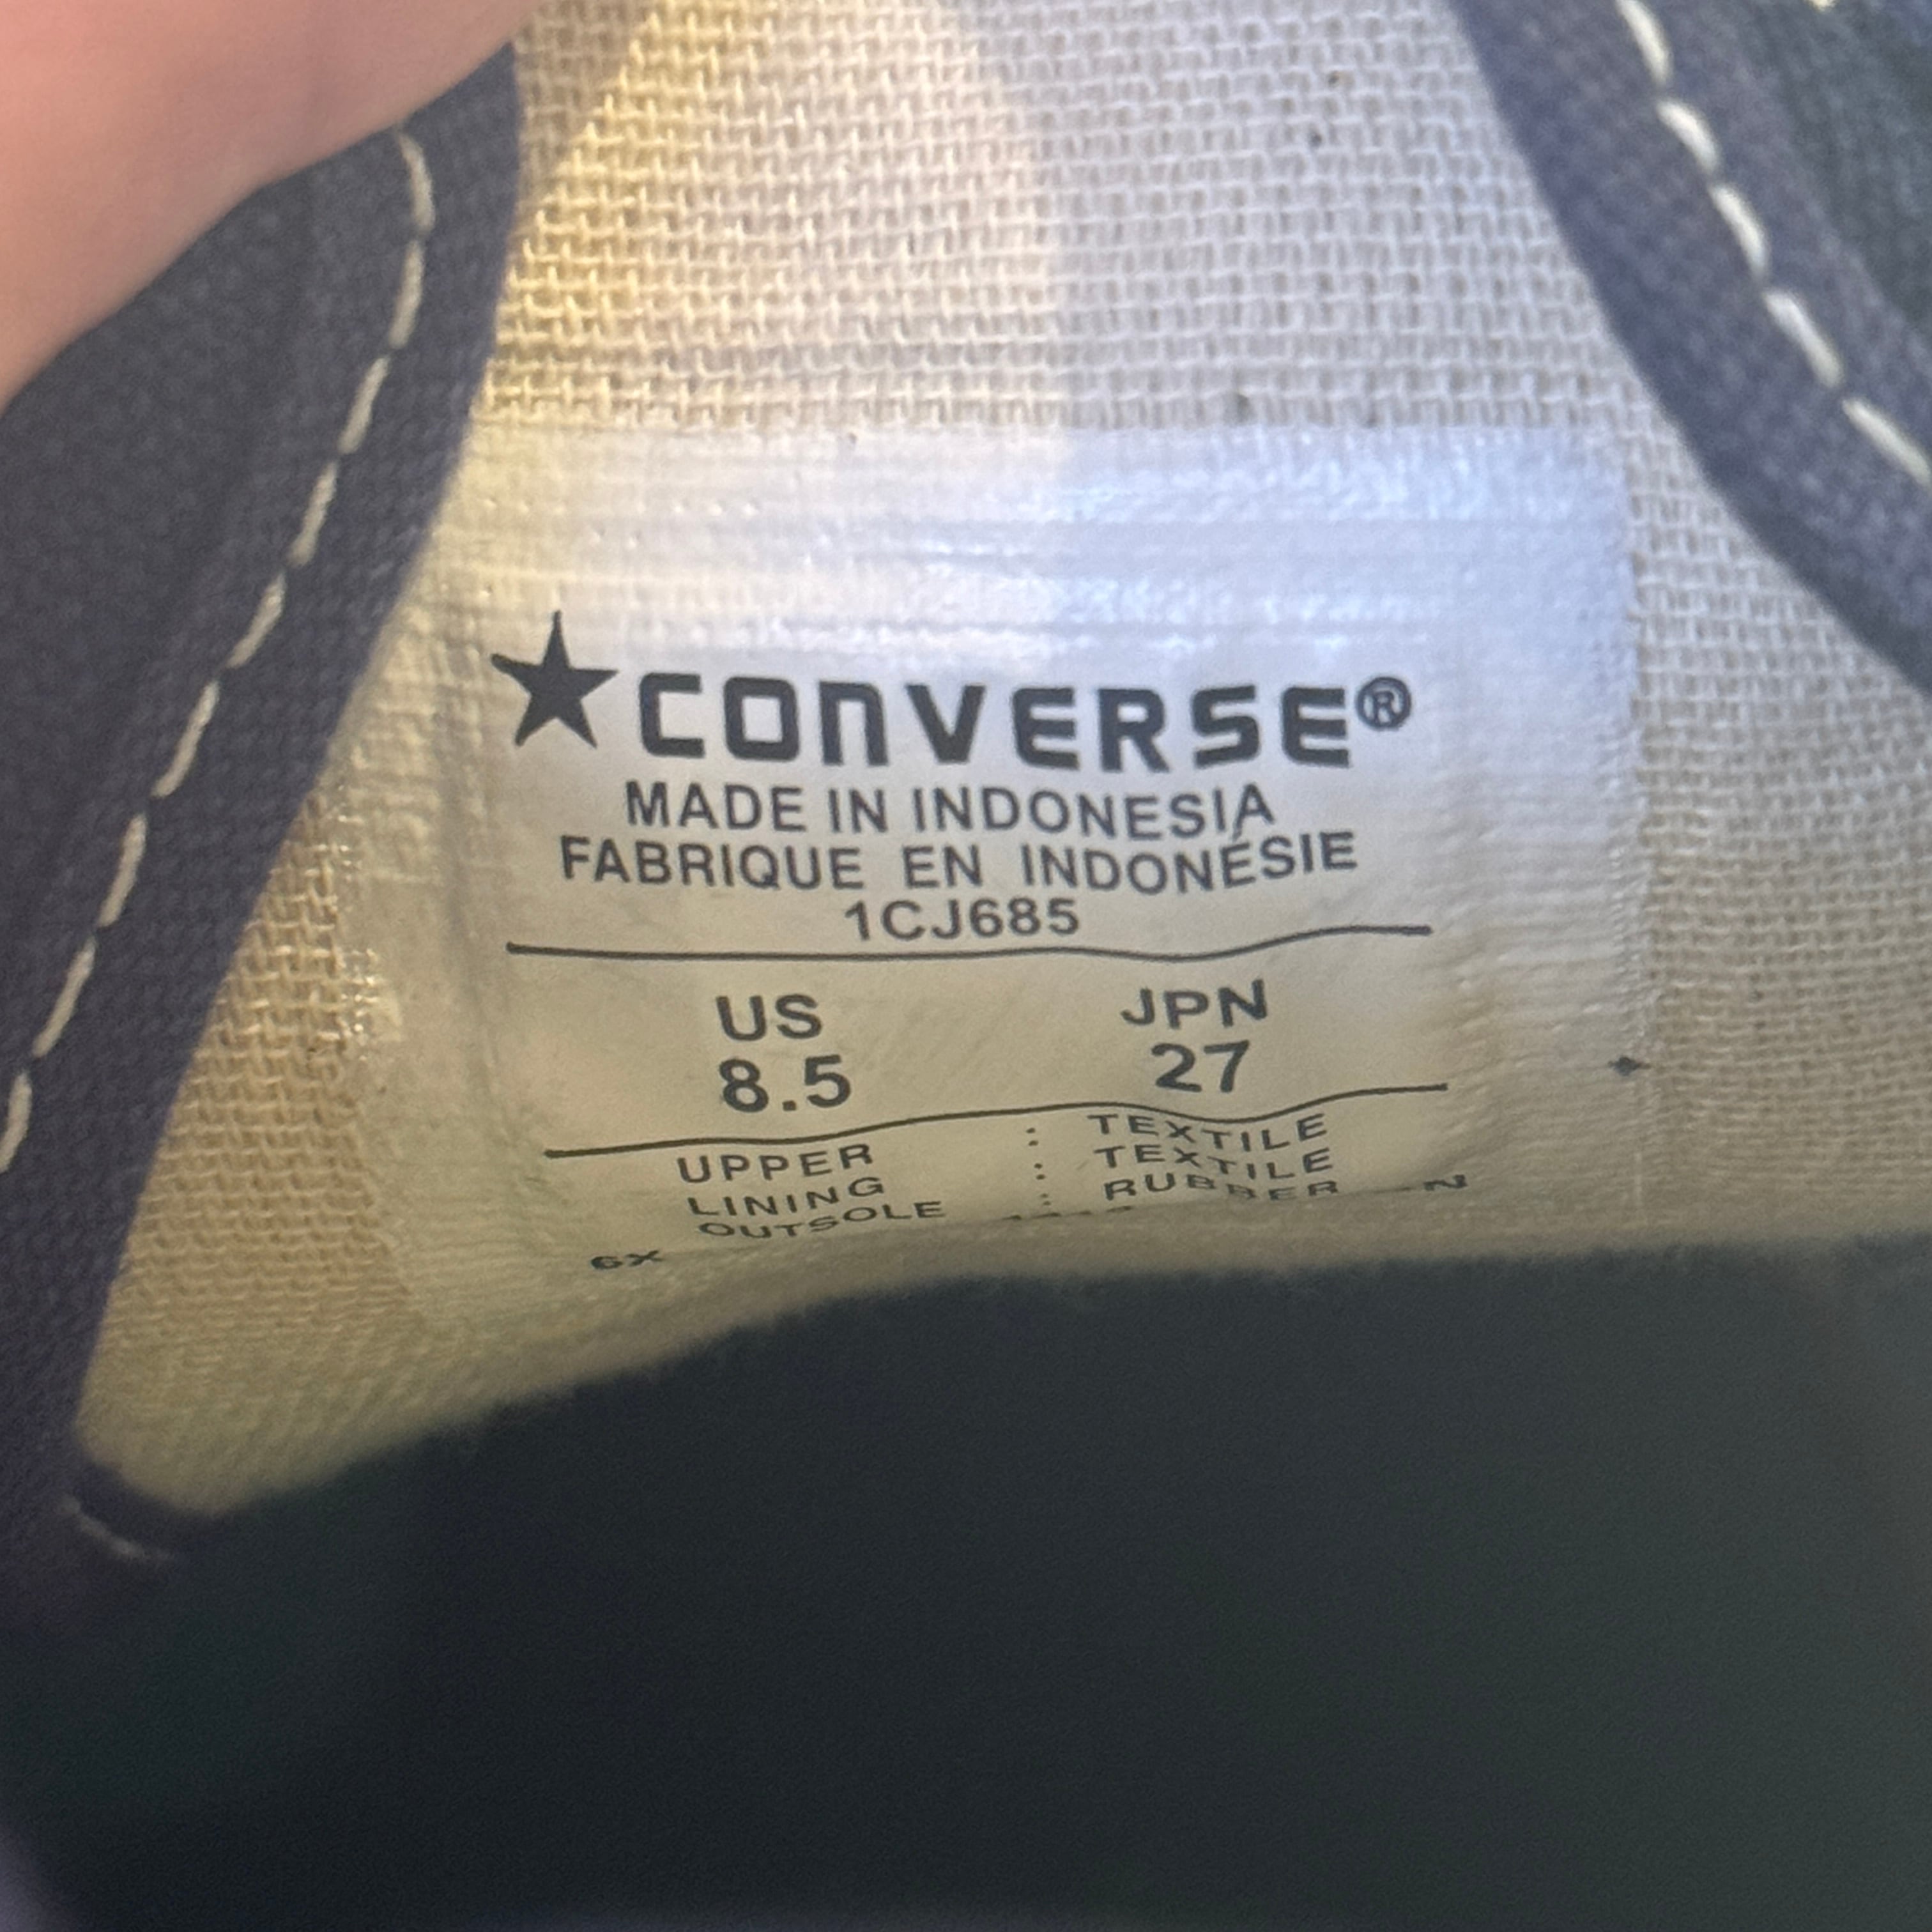 CONVERSE®
MADE IN INDONESIA
FABRIQUE EN INDONÉSIE
1CJ685
US JPN
8.5 27
UPPER : TEXTILE
LINING : TEXTILE
OUTSOLE : RUBBER
6X